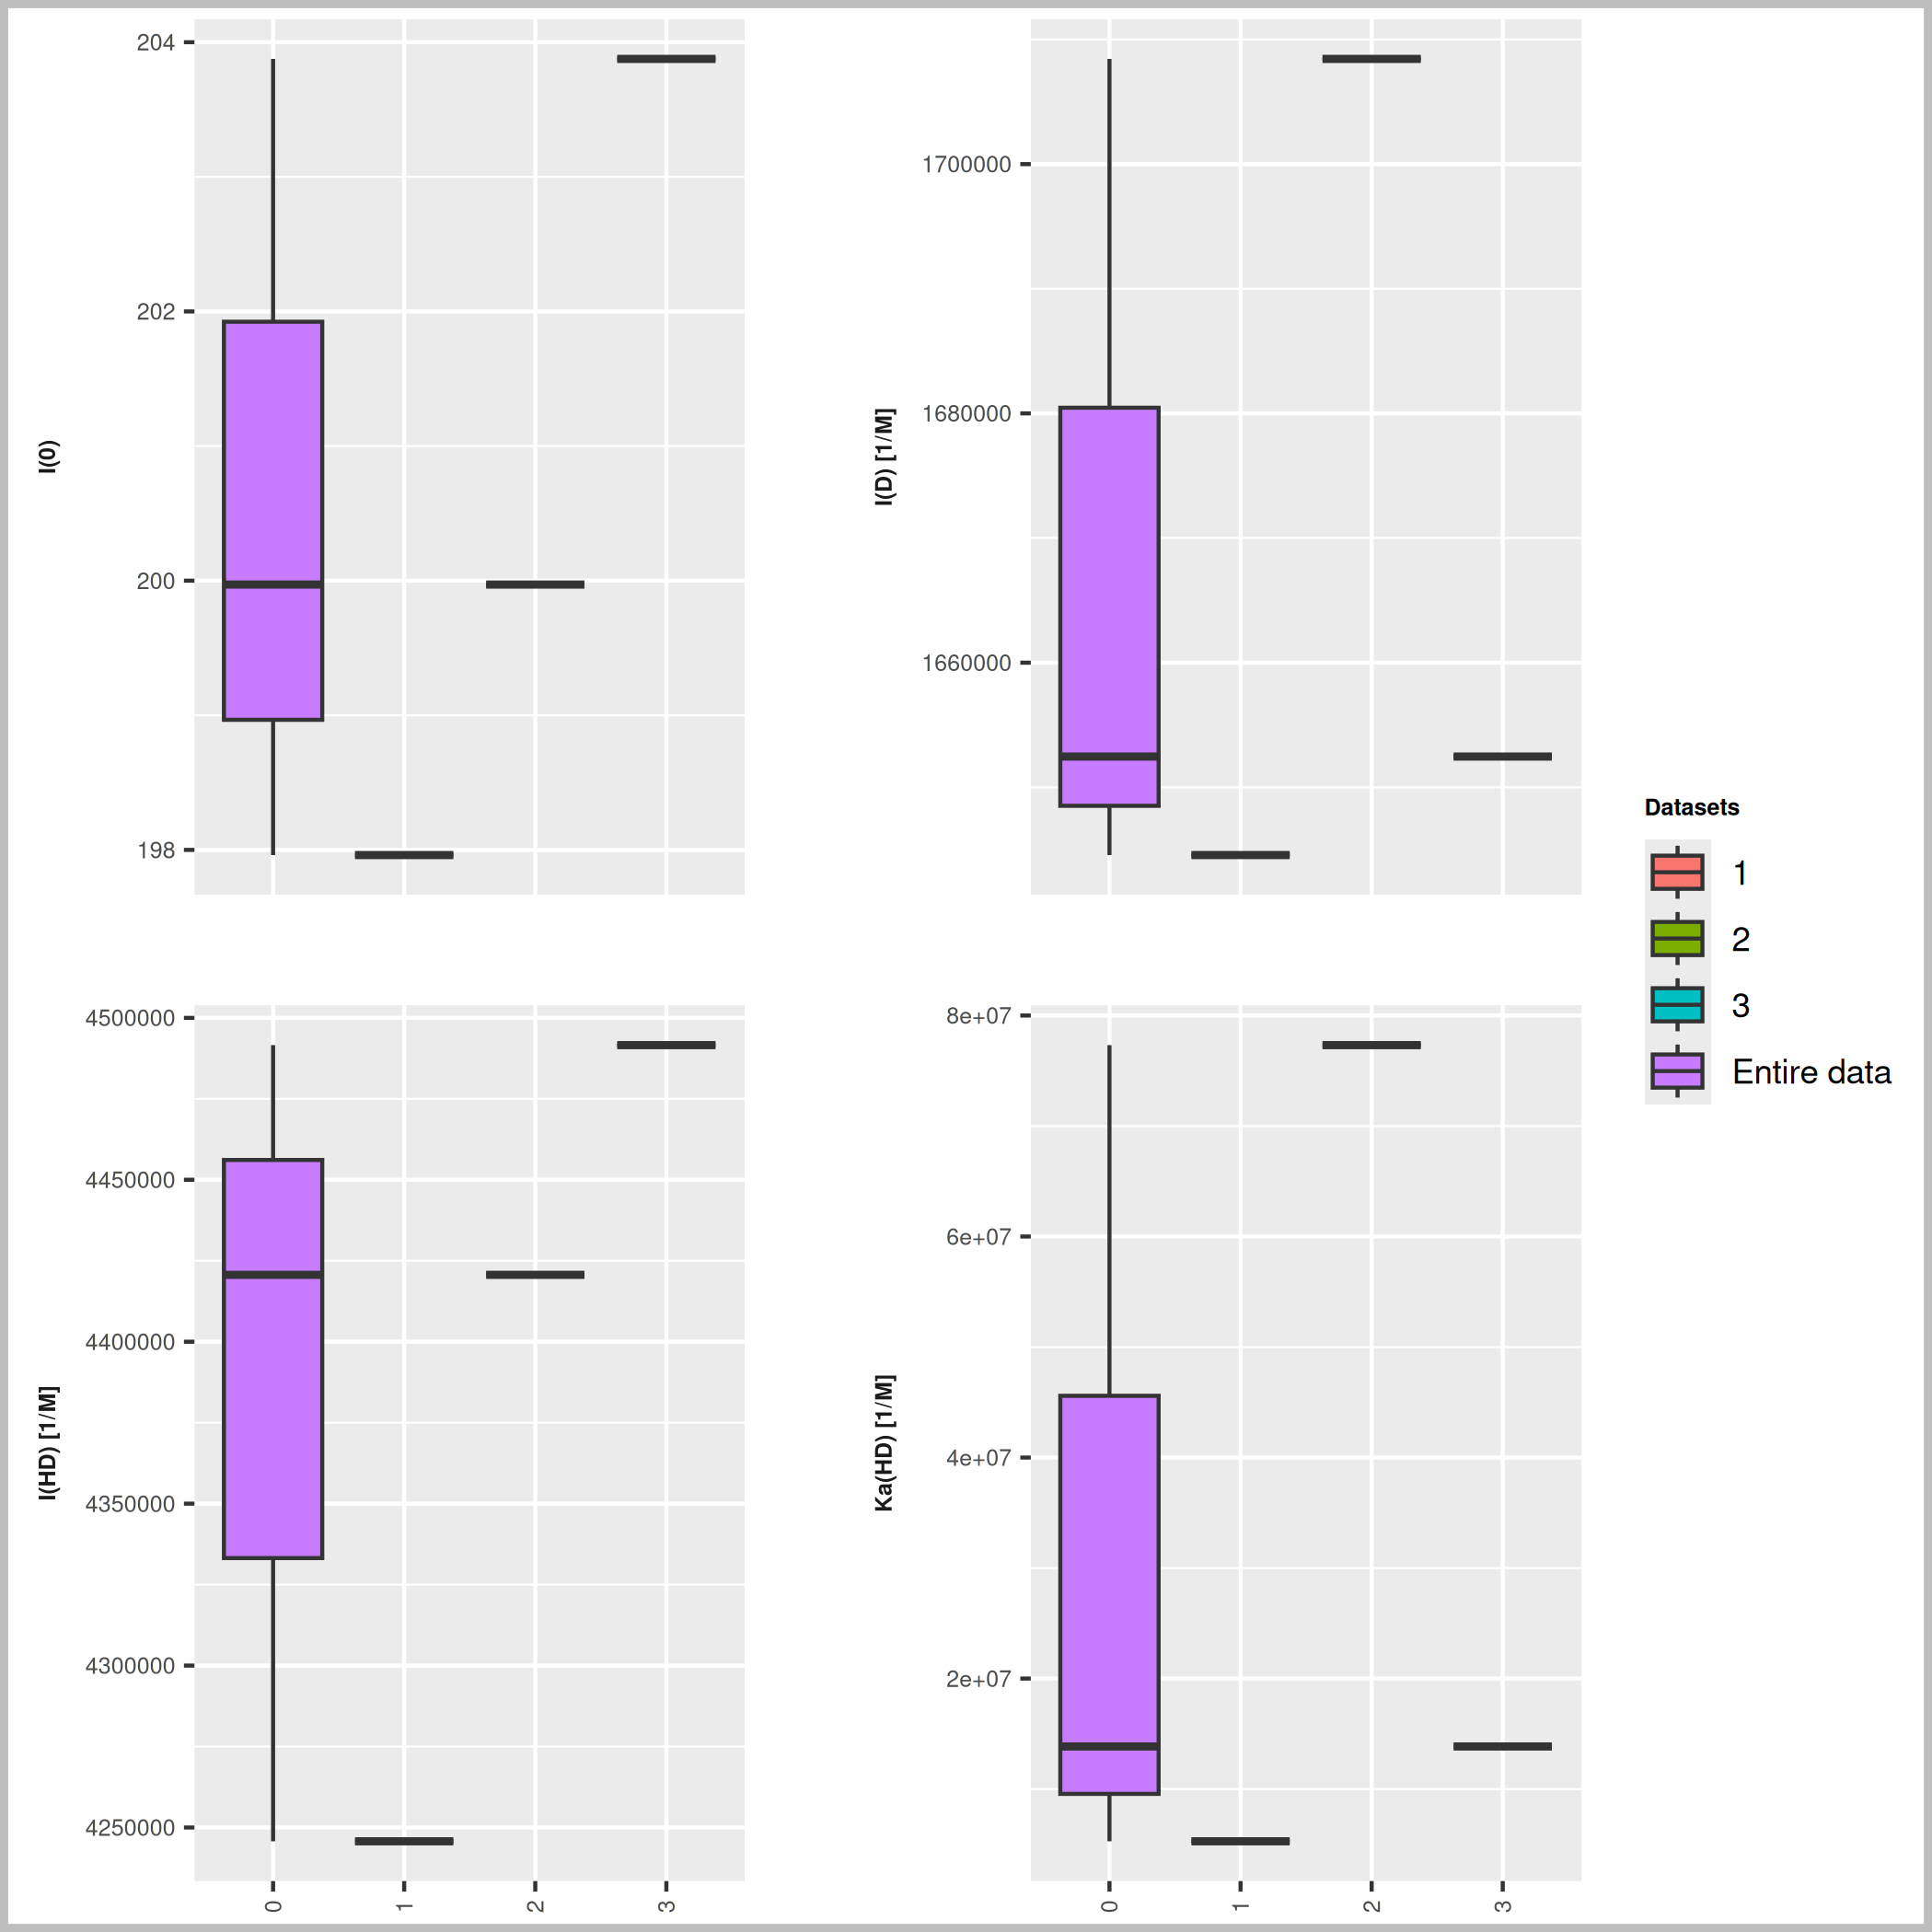 204
202
200
198
I(0)
1700000
1680000
1660000
I(D) [1/M]
4500000
4450000
4400000
4350000
4300000
4250000
I(HD) [1/M]
0
1
2
3
8e+07
6e+07
4e+07
2e+07
Ka(HD) [1/M]
0
1
2
3
Datasets
1
2
3
Entire data